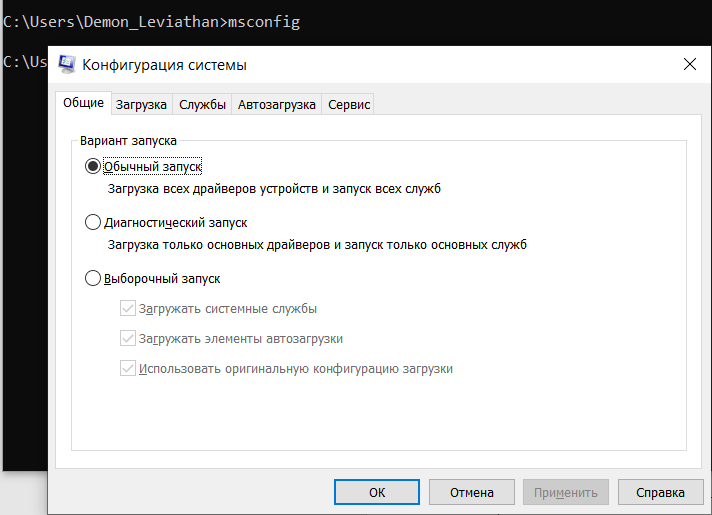 C:\Users\Demon_Leviathan>msconfig
C:\Us
Конфигурация системы
Общие Загрузка Службы Автозагрузка Сервис
Вариант запуска
Обычный запуск
Загрузка всех драйверов устройств и запуск всех служб
Диагностический запуск
Загрузка только основных драйверов и запуск только основных служб
Выборочный запуск
Загружать системные службы
Загружать элементы автозагрузки
Использовать оригинальную конфигурацию загрузки
ОК Отмена Применить Справка